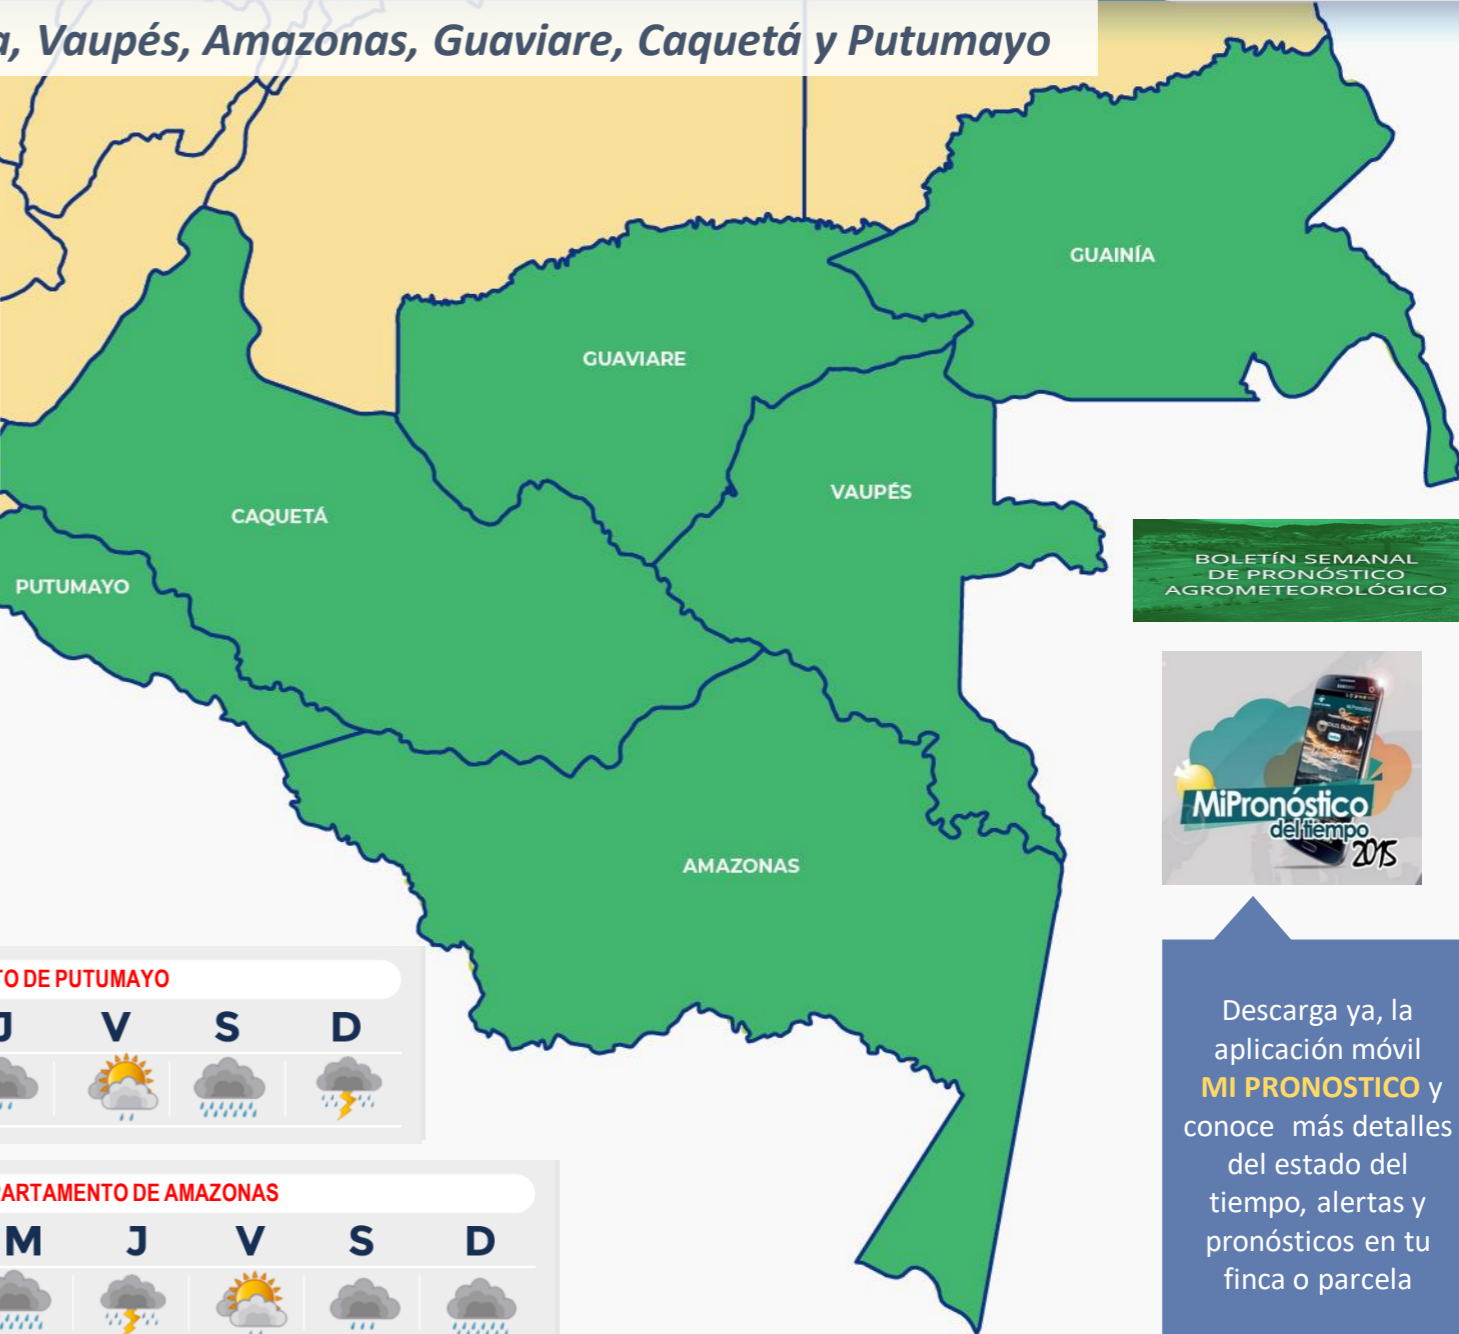 a, Vaupés, Amazonas, Guaviare, Caquetá y Putumayo
GUAINÍA
GUAVIARE
VAUPÉS
CAQUETÁ
PUTUMAYO
AMAZONAS
BOLETÍN SEMANAL
DE PRONÓSTICO
AGROMETEOROLÓGICO
MiPronóstico
del tiempo
2015
TO DE PUTUMAYO
J V S D
PARTAMENTO DE AMAZONAS
M J V S D
Descarga ya, la
aplicación móvil
MI PRONOSTICO y
conoce más detalles
del estado del
tiempo, alertas y
pronósticos en tu
finca o parcela